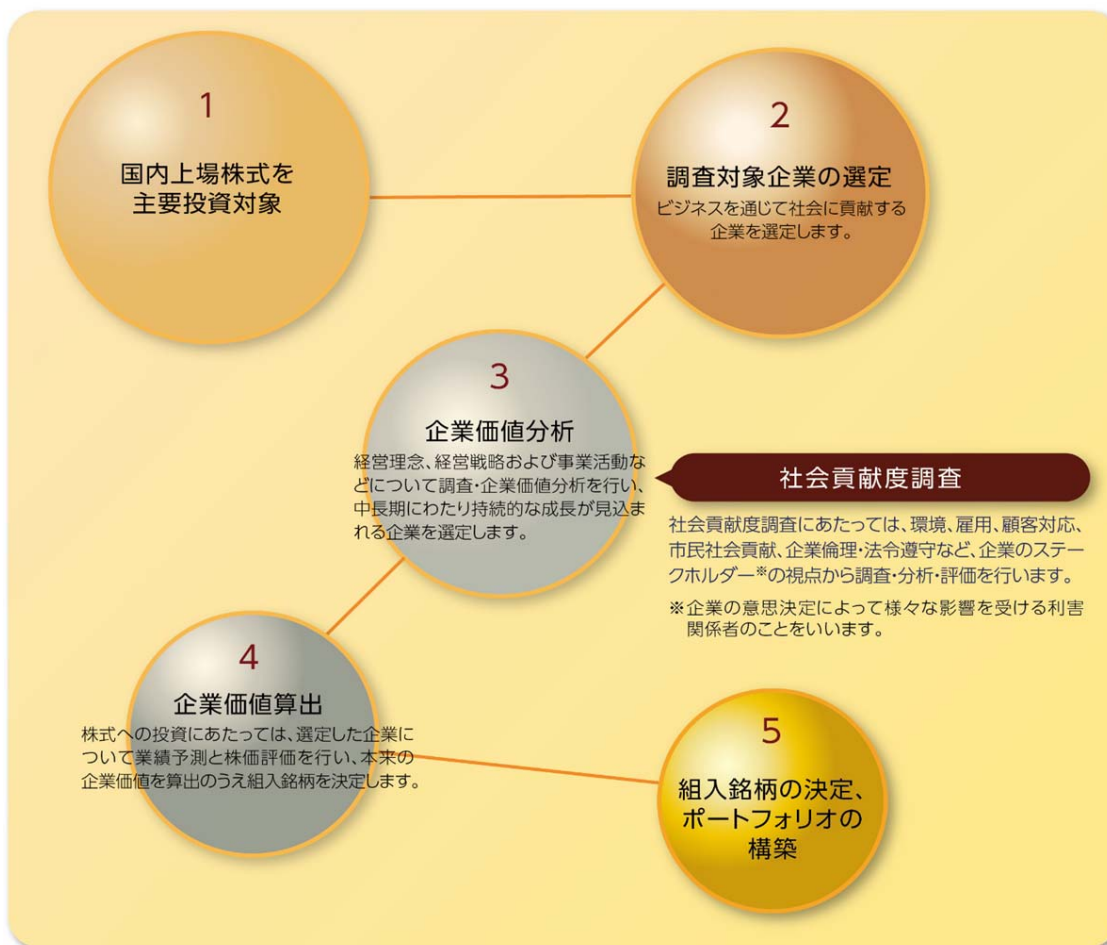 1
国内上場株式を
主要投資対象
2
調査対象企業の選定
ビジネスを通じて社会に貢献する
企業を選定します。
3
企業価値分析
経営理念、経営戦略および事業活動な
どについて調査・企業価値分析を行い、
中長期にわたり持続的な成長が見込ま
れる企業を選定します。
社会貢献度調査
社会貢献度調査にあたっては、環境、雇用、顧客対応、
市民社会貢献、企業倫理・法令遵守など、企業のステー
クホルダー※の視点から調査・分析・評価を行います。
※企業の意思決定によって様々な影響を受ける利害
関係者のことをいいます。
4
企業価値算出
株式への投資にあたっては、選定した企業に
ついて業績予測と株価評価を行い、本来の
企業価値を算出のうえ組入銘柄を決定します。
5
組入銘柄の決定、
ポートフォリオの
構築